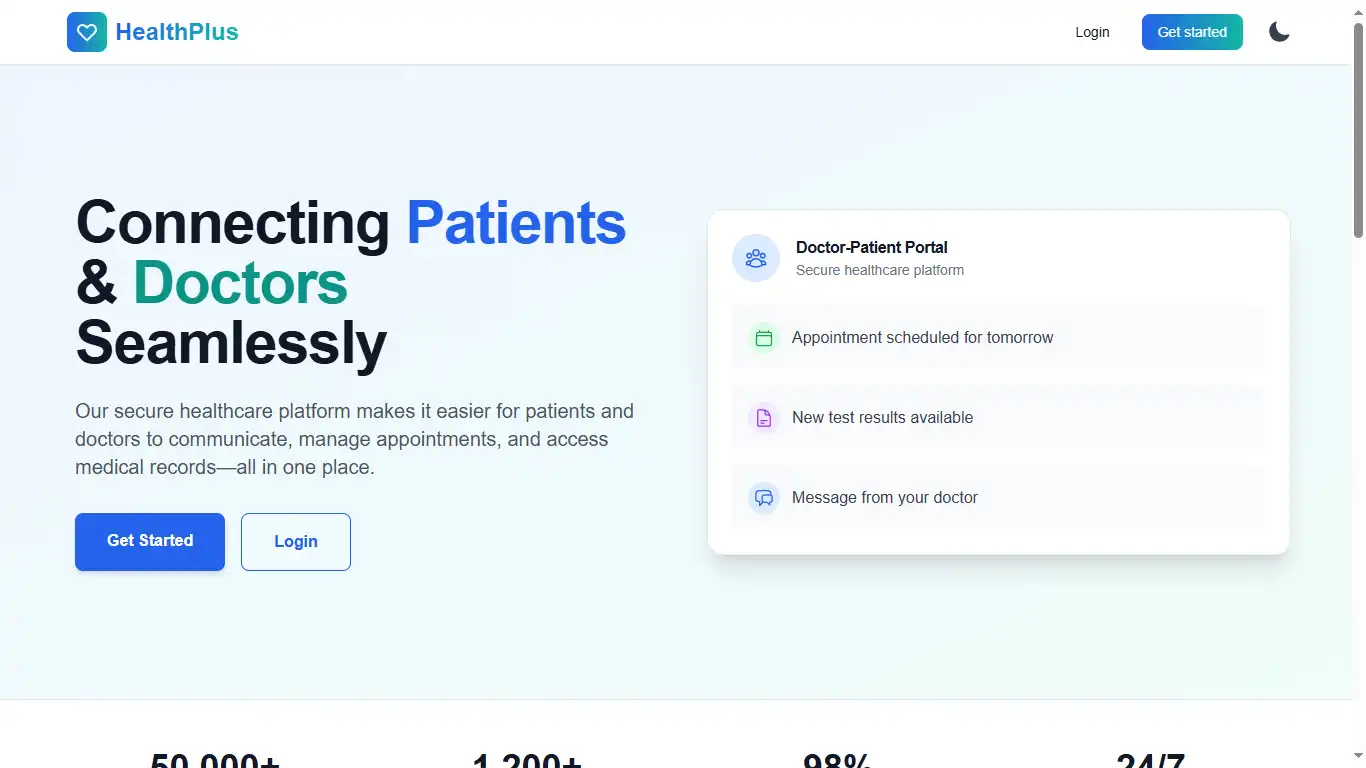 HealthPlus
Login
Get started
Connecting Patients
& Doctors
Seamlessly
Our secure healthcare platform makes it easier for patients and
doctors to communicate, manage appointments, and access
medical records—all in one place.
Get Started
Login
Doctor-Patient Portal
Secure healthcare platform
Appointment scheduled for tomorrow
New test results available
Message from your doctor
50,000+
1,200+
98%
24/7